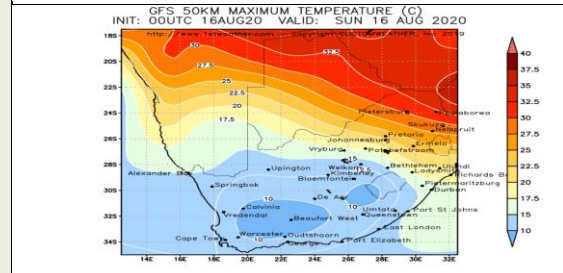 GFS 50KM MAXIMUM TEMPERATURE (C)
INIT: 00UTC 16AUG20 VALID: SUN 16 AUG 2020
18S
20S
22S
24S
26S
28S
30S
32S
34S
14E 16E 18E 20E 22E 24E 26E 28E 30E 32E
40
37.5
35
32.5
30
27.5
25
22.5
20
17.5
15
10
30
32.5
27.5
25
22.5
20
17.5
15
10
10
10
10
Pietersburg
Skukuza
Nelspruit
Pretoria
Johannesburg
Ermelo
Potchefstroom
Vryburg
Alexander Bay
Upington
Welkom
Kimberley
Bloemfontein
Bethlehem
Ladysmith
Richards B
Pietermaritzburg
Durban
Springbok
De Aar
Calvinia
Vredendal
Beaufort West
Umtata
Queenstown
Port St Johns
East London
Worcester
Oudtshoorn
George
Port Elizabeth
Cape Town